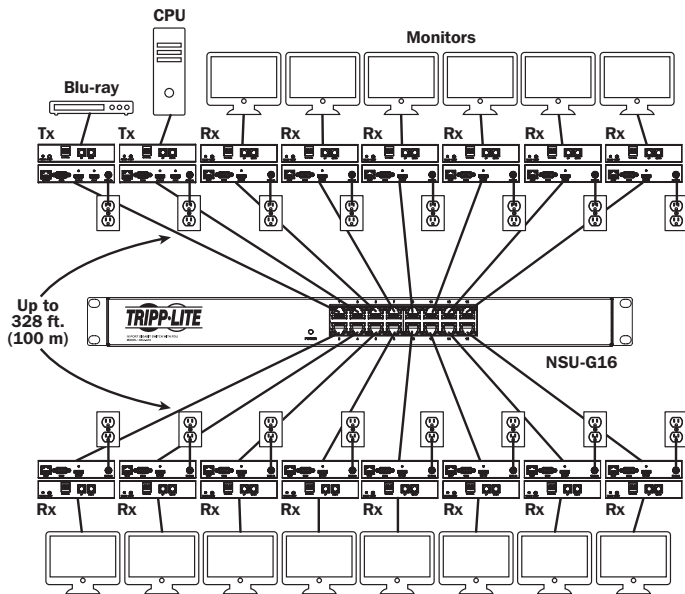 CPU
Monitors
Blu-ray
Tx Tx Rx Rx Rx Rx Rx Rx
Up to
328 ft.
(100 m)
TRIPP·LITE
POWER
NSU-G16
Rx Rx Rx Rx Rx Rx Rx Rx